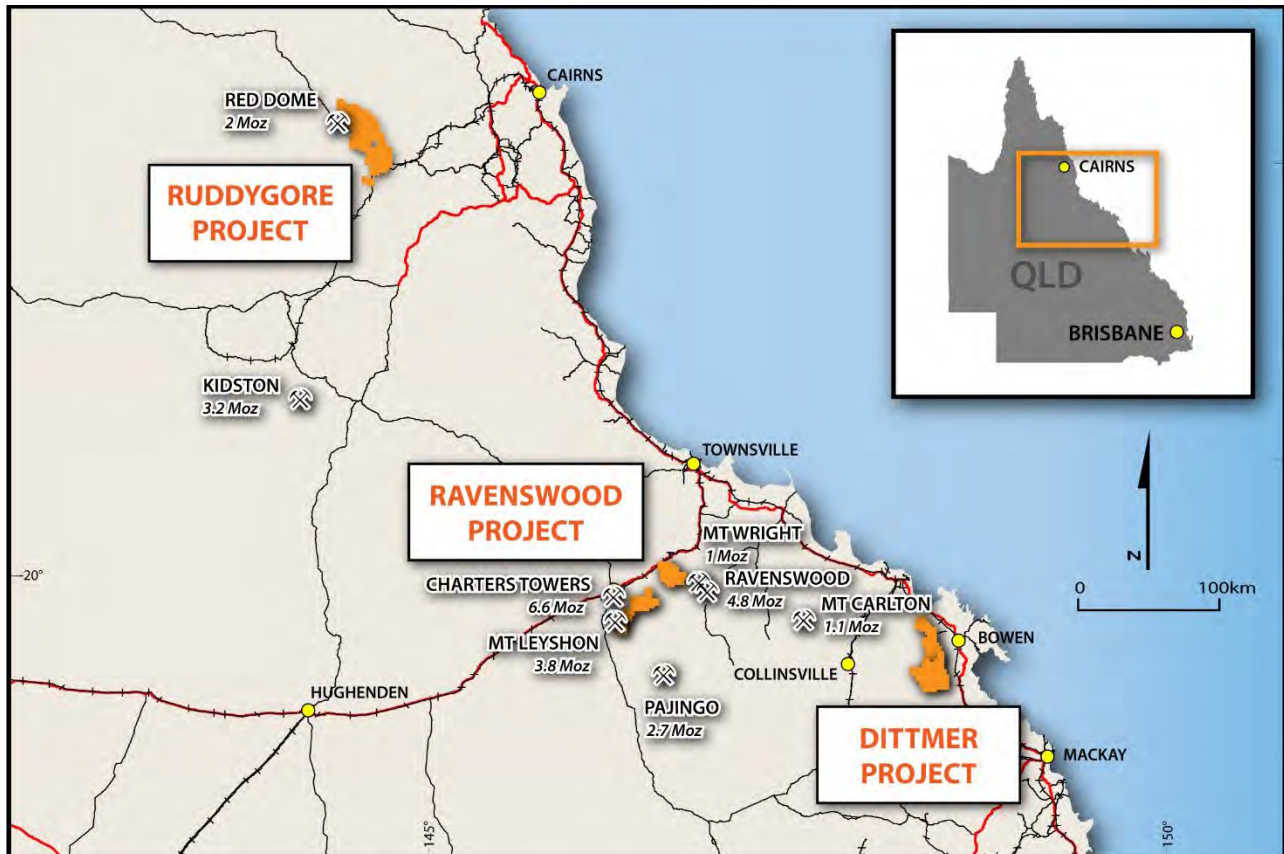 CAIRNS
RED DOME
2 Moz
RUDDYGORE
PROJECT
CAIRNS
QLD
BRISBANE
KIDSTON
3.2 Moz
TOWNSVILLE
RAVENSWOOD
PROJECT
MT WRIGHT
1 Moz
N
-20°
CHARTERS TOWERS
6.6 Moz
RAVENSWOOD
4.8 Moz
MT CARLTON
1.1 Moz
0 100km
MT LEYSHON
3.8 Moz
BOWEN
COLLINSVILLE
PAJINGO
2.7 Moz
HUGHENDEN
DITTMER
PROJECT
MACKAY
145°
150°